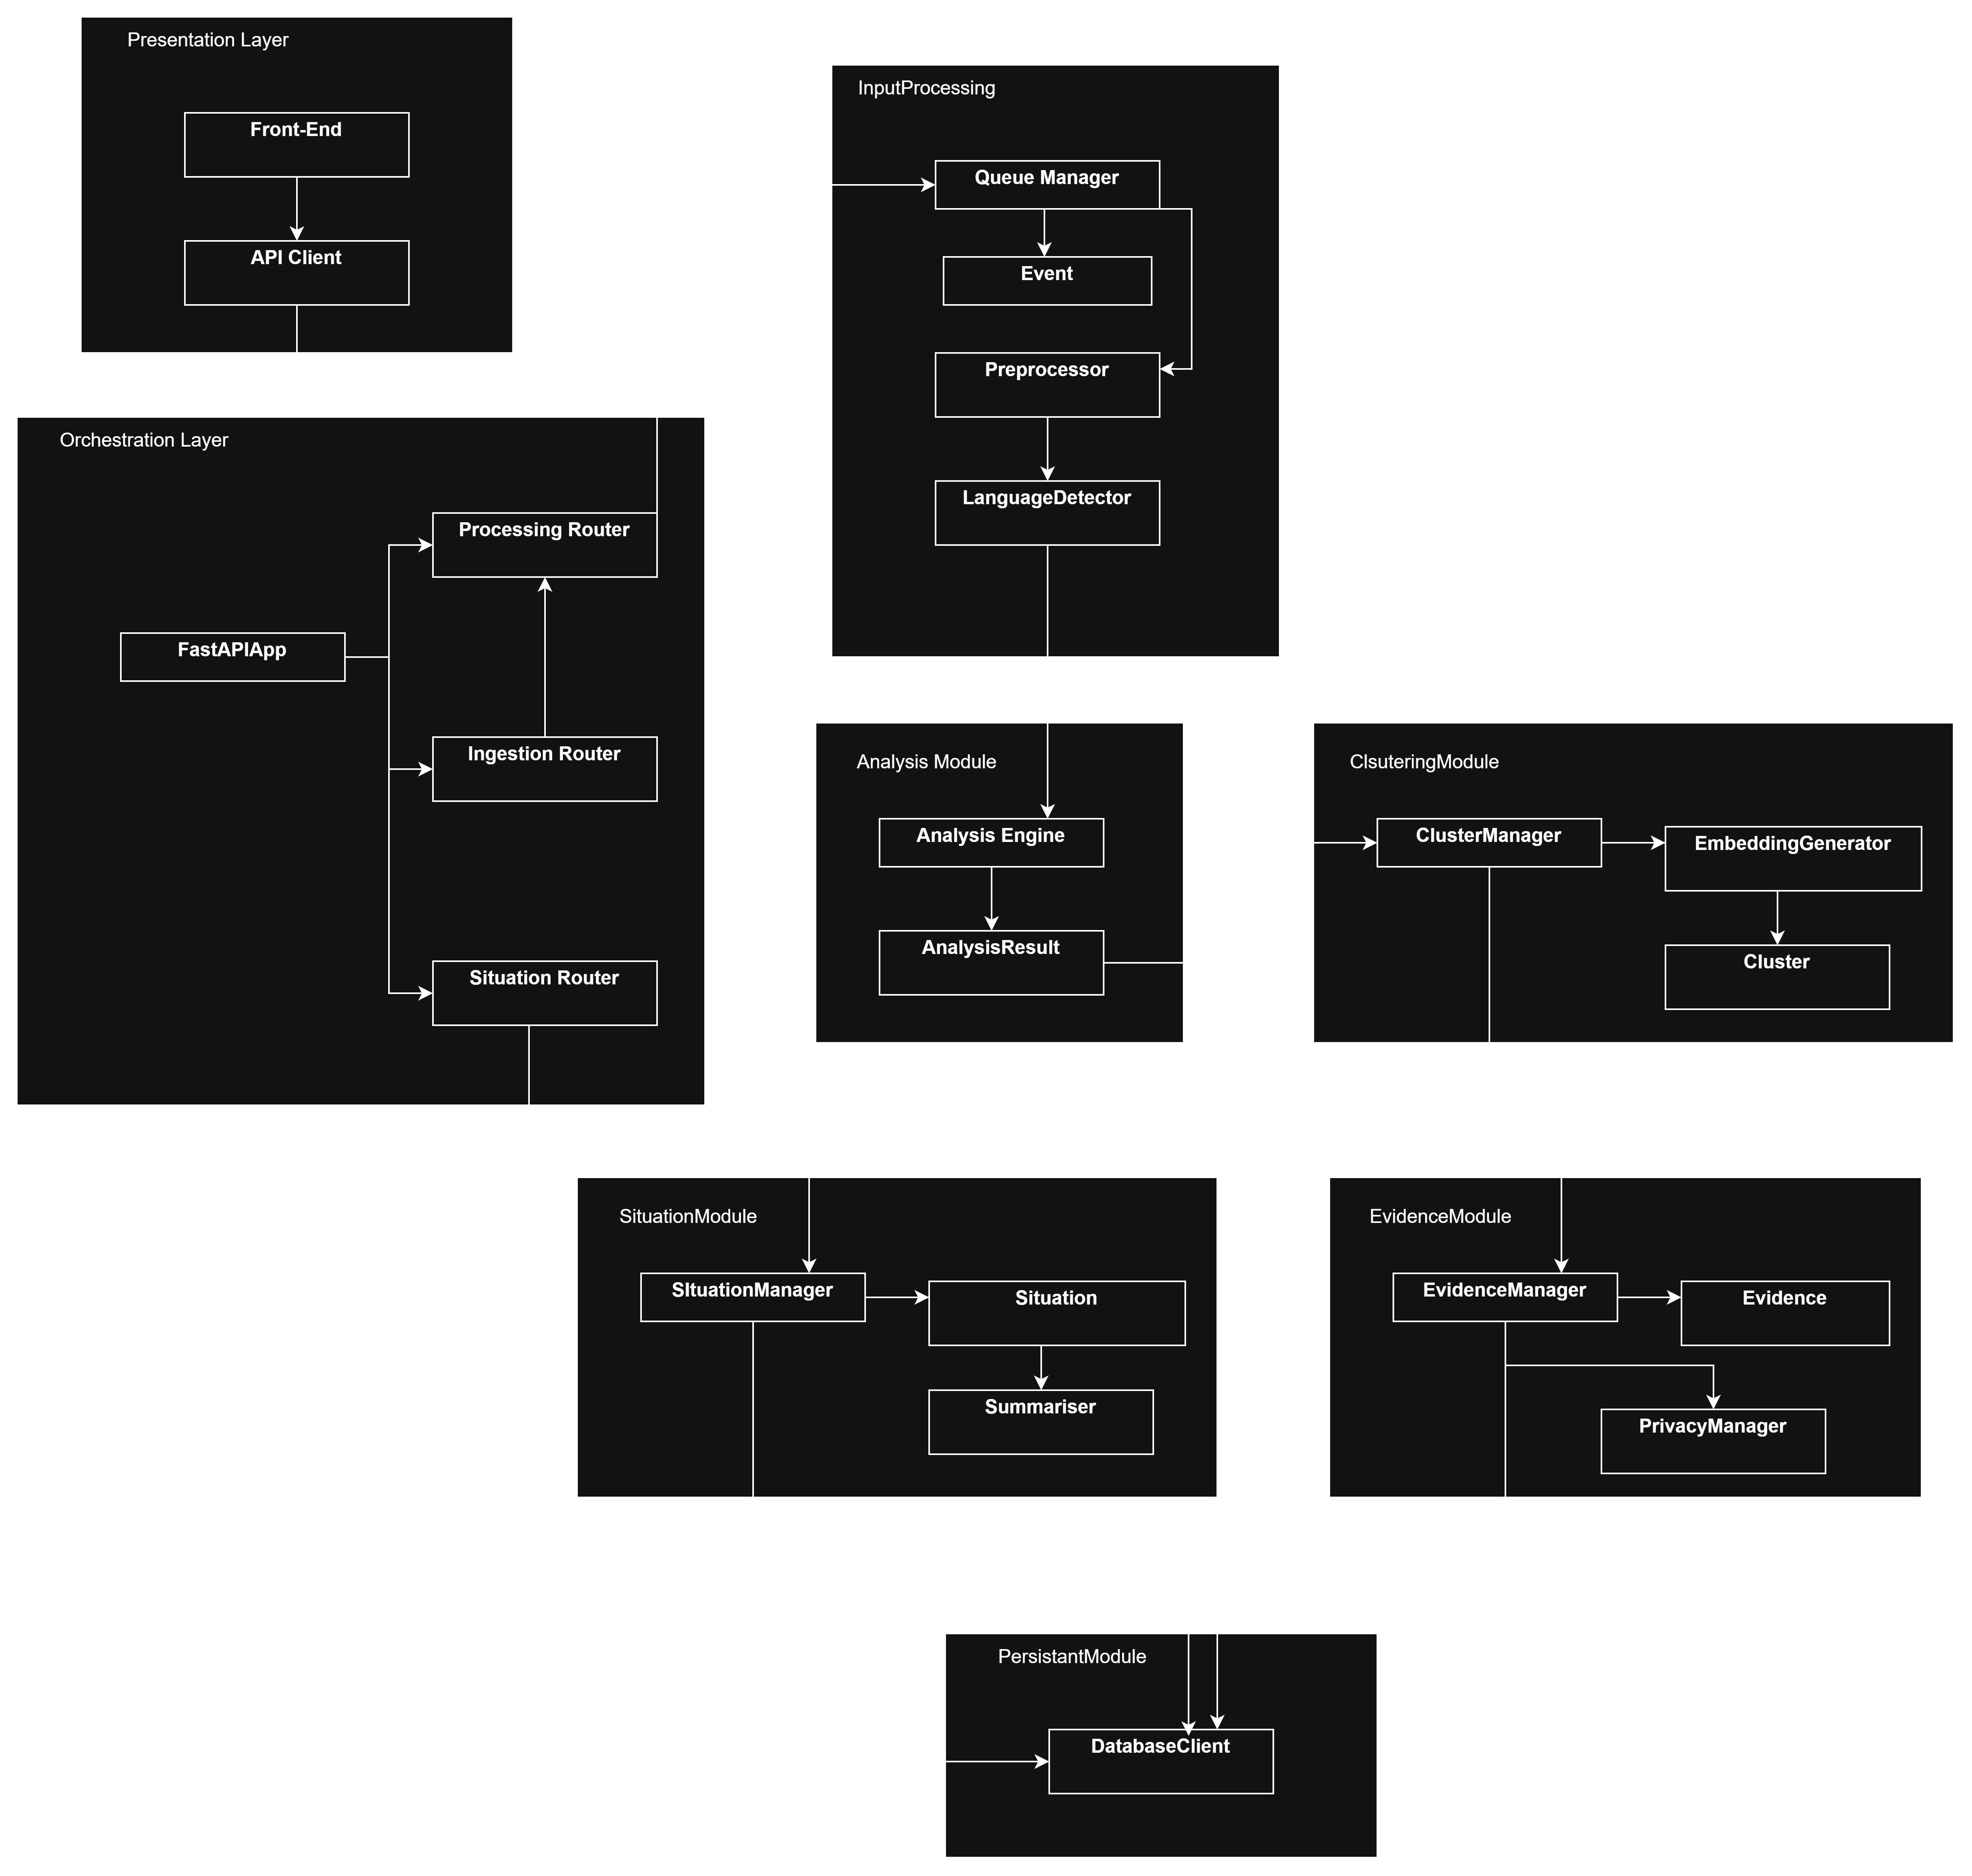 Presentation Layer
Front-End
API Client
InputProcessing
Queue Manager
Event
Preprocessor
LanguageDetector
Orchestration Layer
Processing Router
FastAPIApp
Ingestion Router
Situation Router
Analysis Module
Analysis Engine
AnalysisResult
ClsuteringModule
ClusterManager
EmbeddingGenerator
Cluster
SituationModule
SItuationManager
Situation
Summariser
EvidenceModule
EvidenceManager
Evidence
PrivacyManager
PersistantModule
DatabaseClient